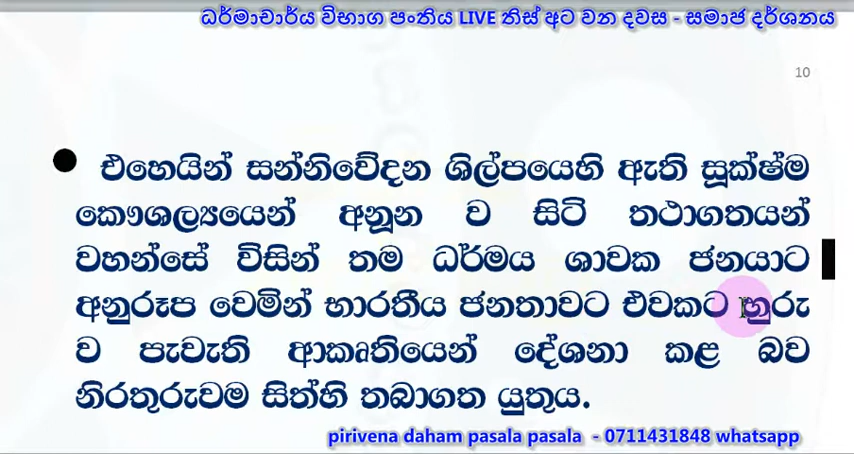 ධර්මාචාර්ය විභාග පංතිය LIVE තිස් අට වන දවස - සමාජ දර්ශනය
10
● එහෙයින් සන්නිවේදන ශිල්පයෙහි ඇති සූක්ෂ්ම
කෞශල්‍යයෙන් අනූන ව සිටි තථාගතයන්
වහන්සේ විසින් තම ධර්මය ශාවක ජනයාට
අනුරූප වෙමින් භාරතීය ජනතාවට එවකට හුරු
ව පැවැති ආකෘතියෙන් දේශනා කළ බව
නිරතුරුවම සිත්හි තබාගත යුතුය.
pirivena daham pasala pasala - 0711431848 whatsapp